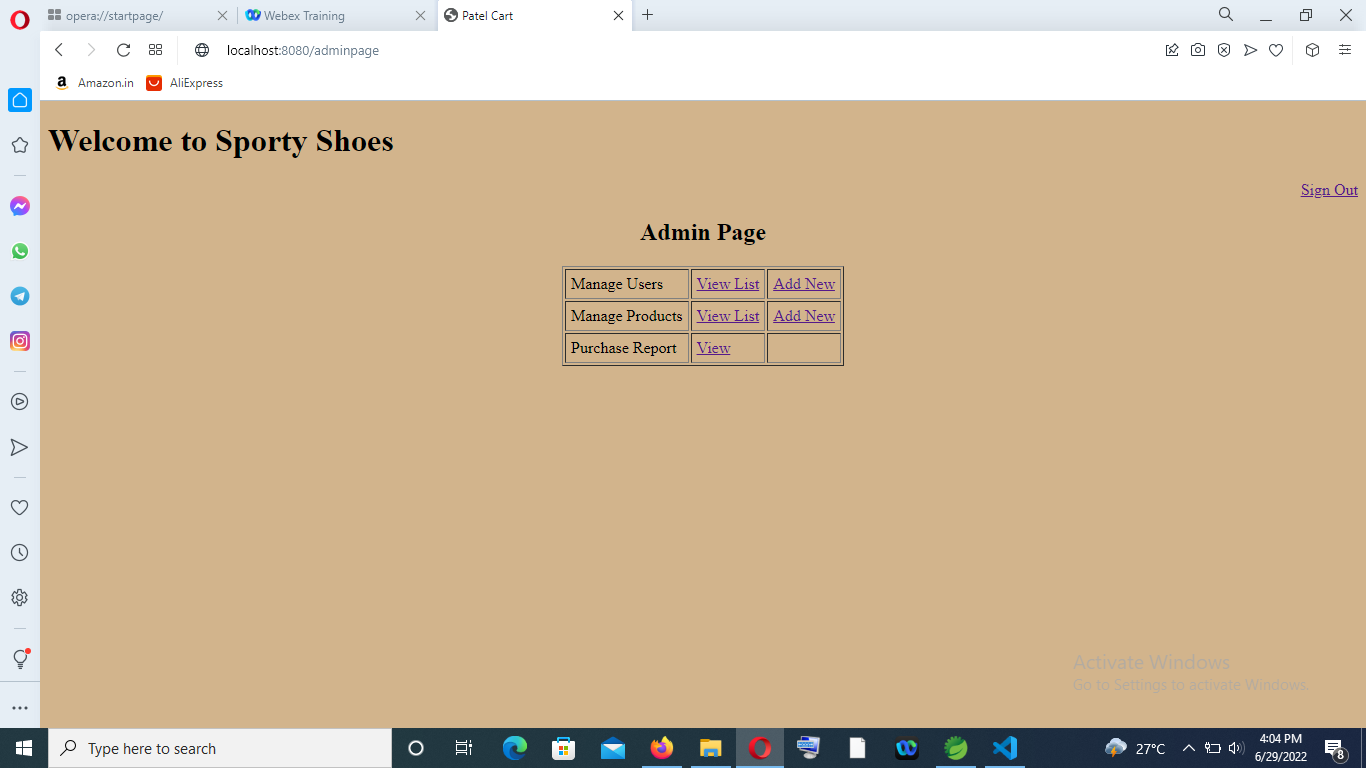 opera://startpage/
Webex Training
Patel Cart
localhost:8080/adminpage
Amazon.in
AliExpress
Welcome to Sporty Shoes
Sign Out
Admin Page
Manage Users View List Add New
Manage Products View List Add New
Purchase Report View
Activate Windows
Go to Settings to activate Windows.
Type here to search
27°C
4:04 PM
6/29/2022
8